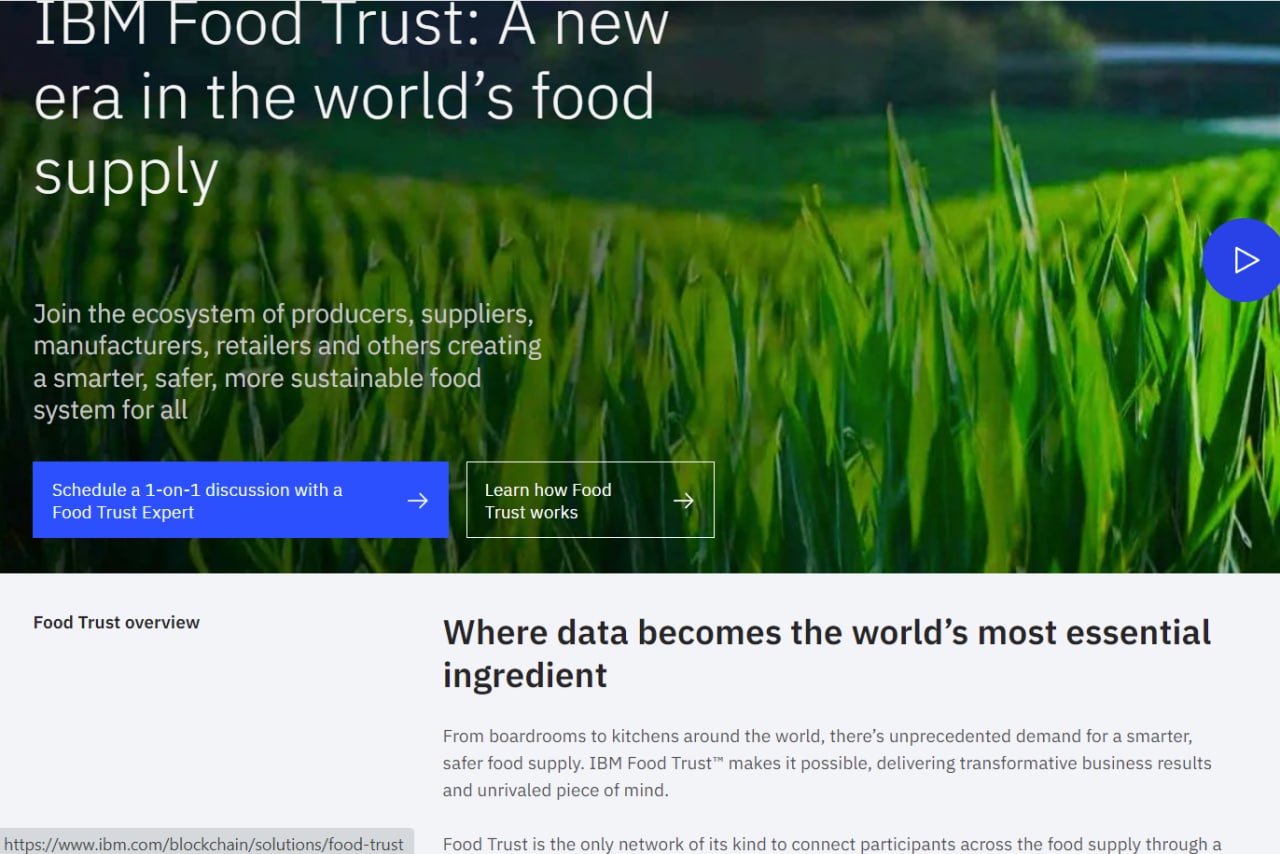 IBM Food Trust: A new
era in the world’s food
supply
Join the ecosystem of producers, suppliers,
manufacturers, retailers and others creating
a smarter, safer, more sustainable food
system for all
Schedule a 1-on-1 discussion with a
Food Trust Expert
Learn how Food
Trust works
Food Trust overview
Where data becomes the world’s most essential
ingredient
From boardrooms to kitchens around the world, there’s unprecedented demand for a smarter,
safer food supply. IBM Food Trust™ makes it possible, delivering transformative business results
and unrivaled piece of mind.
Food Trust is the only network of its kind to connect participants across the food supply through a
https://www.ibm.com/blockchain/solutions/food-trust